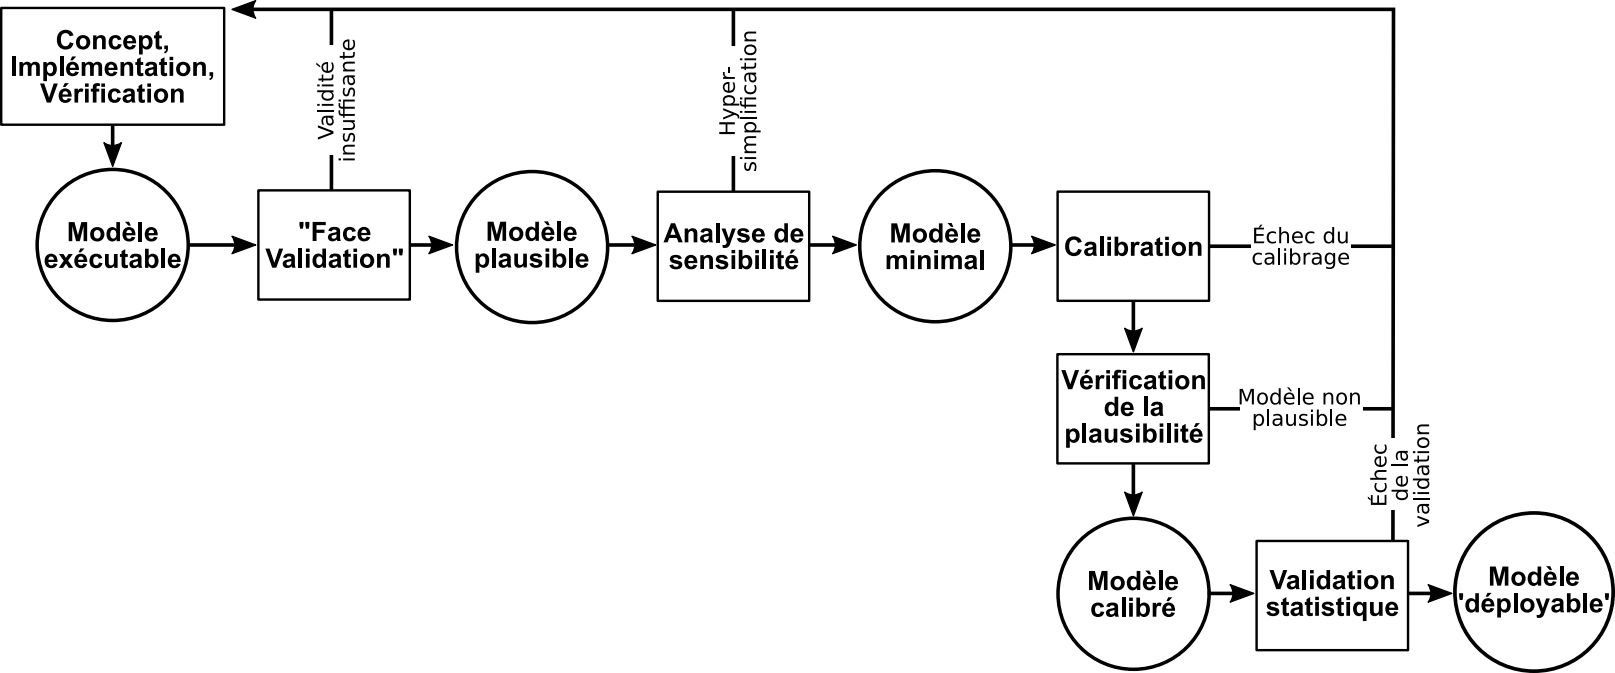 Concept,
Implémentation,
Vérification
Validité
insuffisante
Hyper-
simplification
Modèle
exécutable
"Face
Validation"
Modèle
plausible
Analyse de
sensibilité
Modèle
minimal
Calibration
Échec du
calibrage
Vérification
de la
plausibilité
Modèle non
plausible
Échec
de la
validation
Modèle
calibré
Validation
statistique
Modèle
'déployable'